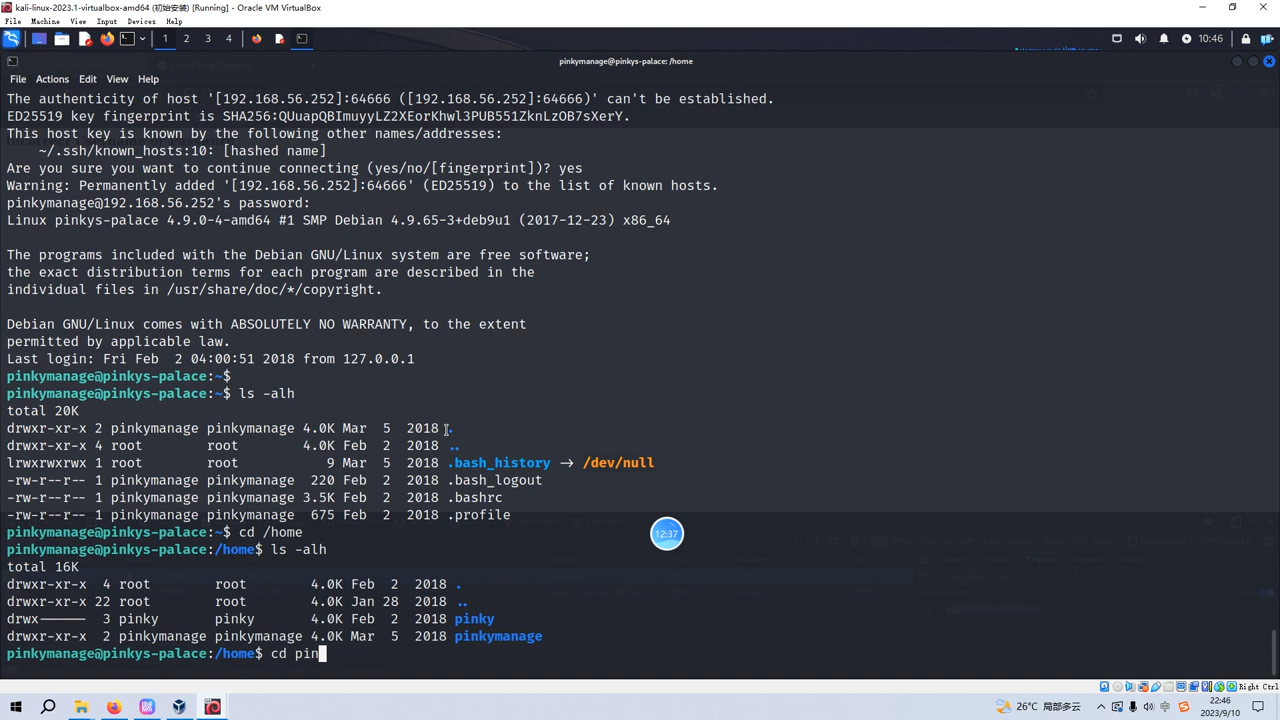 kali-linux-2023.1-virtualbox-amd64 (初始安装) [Running] - Oracle VM VirtualBox
File Machine View Input Devices Help
1 2 3 4 10:46
pinkymanage@pinkys-palace: /home
File Actions Edit View Help
The authenticity of host '[192.168.56.252]:64666 ([192.168.56.252]:64666)' can't be established.
ED25519 key fingerprint is SHA256:QUuapQBImuyyLZ2XEorKhwl3PUB551ZknLzOB7sXerY.
This host key is known by the following other names/addresses:
~/.ssh/known_hosts:10: [hashed name]
Are you sure you want to continue connecting (yes/no/[fingerprint])? yes
Warning: Permanently added '[192.168.56.252]:64666' (ED25519) to the list of known hosts.
pinkymanage@192.168.56.252's password:
Linux pinkys-palace 4.9.0-4-amd64 #1 SMP Debian 4.9.65-3+deb9u1 (2017-12-23) x86_64
The programs included with the Debian GNU/Linux system are free software;
the exact distribution terms for each program are described in the
individual files in /usr/share/doc/*/copyright.
Debian GNU/Linux comes with ABSOLUTELY NO WARRANTY, to the extent
permitted by applicable law.
Last login: Fri Feb  2 04:00:51 2018 from 127.0.0.1
pinkymanage@pinkys-palace:~$
pinkymanage@pinkys-palace:~$ ls -alh
total 20K
drwxr-xr-x 2 pinkymanage pinkymanage 4.0K Mar  5  2018 .
drwxr-xr-x 4 root        root        4.0K Feb  2  2018 ..
lrwxrwxrwx 1 root        root           9 Mar  5  2018 .bash_history → /dev/null
-rw-r--r-- 1 pinkymanage pinkymanage  220 Feb  2  2018 .bash_logout
-rw-r--r-- 1 pinkymanage pinkymanage 3.5K Feb  2  2018 .bashrc
-rw-r--r-- 1 pinkymanage pinkymanage  675 Feb  2  2018 .profile
pinkymanage@pinkys-palace:~$ cd /home
12:37
pinkymanage@pinkys-palace:/home$ ls -alh
total 16K
drwxr-xr-x  4 root        root        4.0K Feb  2  2018 .
drwxr-xr-x 22 root        root        4.0K Jan 28  2018 ..
drwx------  3 pinky       pinky       4.0K Feb  2  2018 pinky
drwxr-xr-x  2 pinkymanage pinkymanage 4.0K Mar  5  2018 pinkymanage
pinkymanage@pinkys-palace:/home$ cd pin
Right Ctrl
26°C 局部多云 中 22:46
2023/9/10